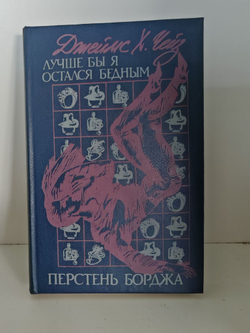 Джеймс Х. Чейз
ЛУЧШЕ БЫ Я
ОСТАЛСЯ БЕДНЫМ
ПЕРСТЕНЬ БОРДЖА